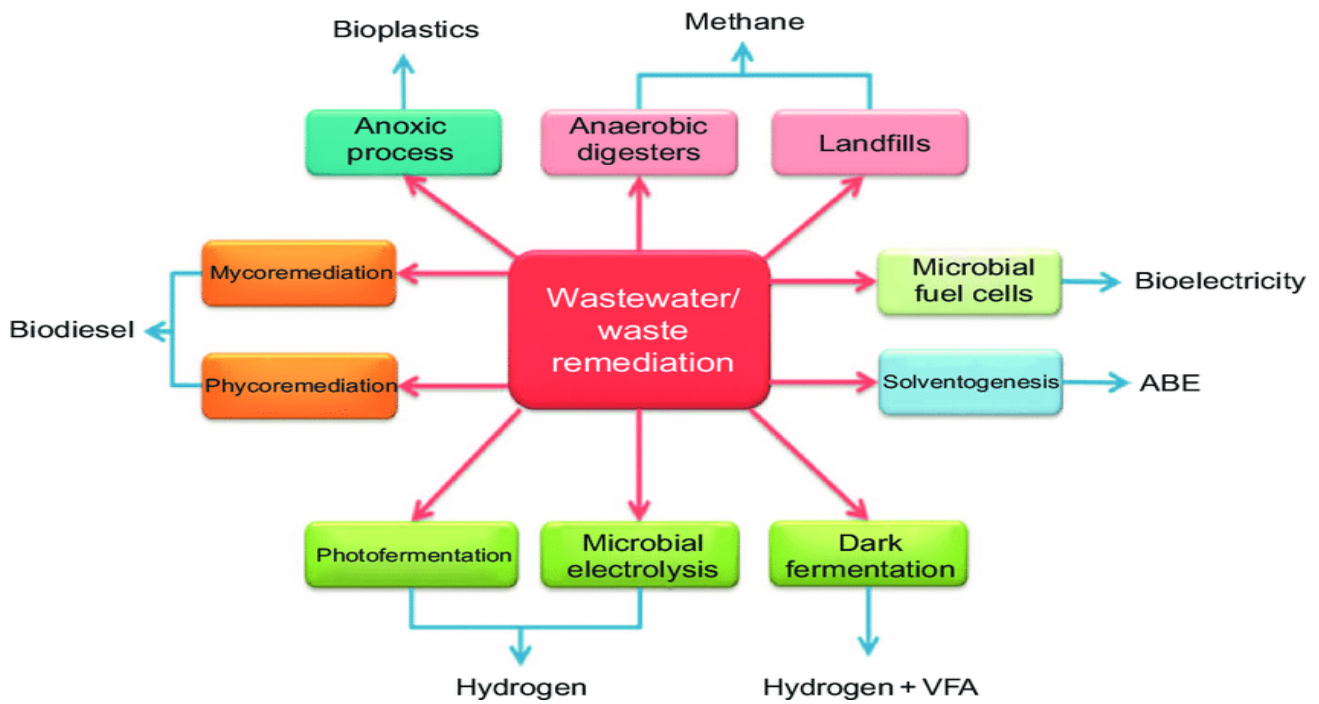 Methane
Bioplastics
Anoxic
process
Anaerobic
digesters
Landfills
Mycoremediation
Wastewater/
waste
remediation
Microbial
fuel cells
Bioelectricity
Biodiesel
Phycoremediation
Solventogenesis
ABE
Photofermentation
Microbial
electrolysis
Dark
fermentation
Hydrogen
Hydrogen + VFA